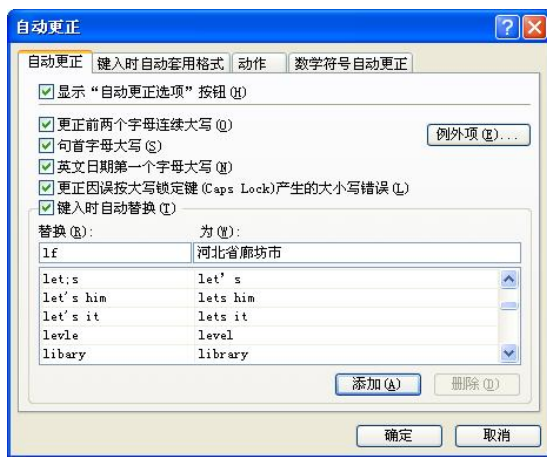 自动更正
自动更正 键入时自动套用格式 动作 数学符号自动更正
显示“自动更正选项”按钮(H)
更正前两个字母连续大写(O)
例外项(E)...
句首字母大写(S)
英文日期第一个字母大写(N)
更正因误按大写锁定键(Caps Lock)产生的大小写错误(L)
键入时自动替换(T)
替换(R): 为(W):
lf 河北省廊坊市
let;s let's
let's him lets him
let's it lets it
levle level
libary library
添加(A) 删除(D)
确定 取消